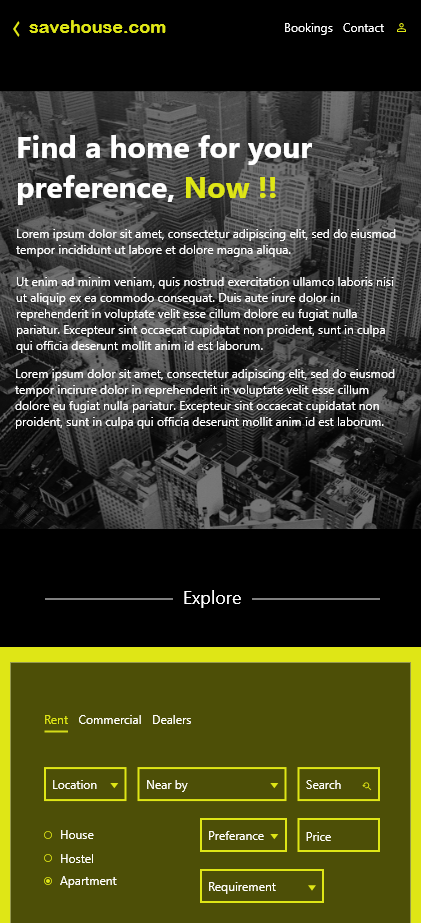 savehouse.com
Bookings Contact
Find a home for your
preference, Now !!
Lorem ipsum dolor sit amet, consectetur adipiscing elit, sed do eiusmod
tempor incididunt ut labore et dolore magna aliqua.
Ut enim ad minim veniam, quis nostrud exercitation ullamco laboris nisi
ut aliquip ex ea commodo consequat. Duis aute irure dolor in
reprehenderit in voluptate velit esse cillum dolore eu fugiat nulla
pariatur. Excepteur sint occaecat cupidatat non proident, sunt in culpa
qui officia deserunt mollit anim id est laborum.
Lorem ipsum dolor sit amet, consectetur adipiscing elit, sed do eiusmod
tempor incirure dolor in reprehenderit in voluptate velit esse cillum
dolore eu fugiat nulla pariatur. Excepteur sint occaecat cupidatat non
proident, sunt in culpa qui officia deserunt mollit anim id est laborum.
Explore
Rent Commercial Dealers
Location Near by Search
House
Hostel
Apartment
Preferance Price
Requirement